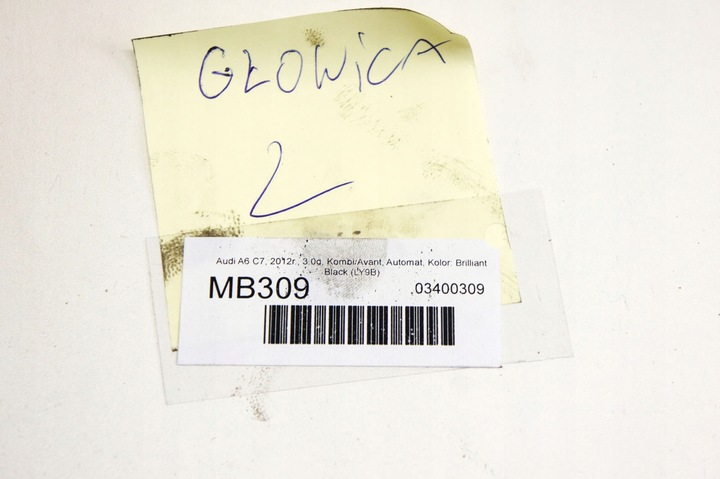 GŁOWiCA
2
Audi A6 C7, 2012r., 3.0d, Kombi/Avant, Automat, Kolor: Brilliant
Black (LY9B)
MB309 03400309